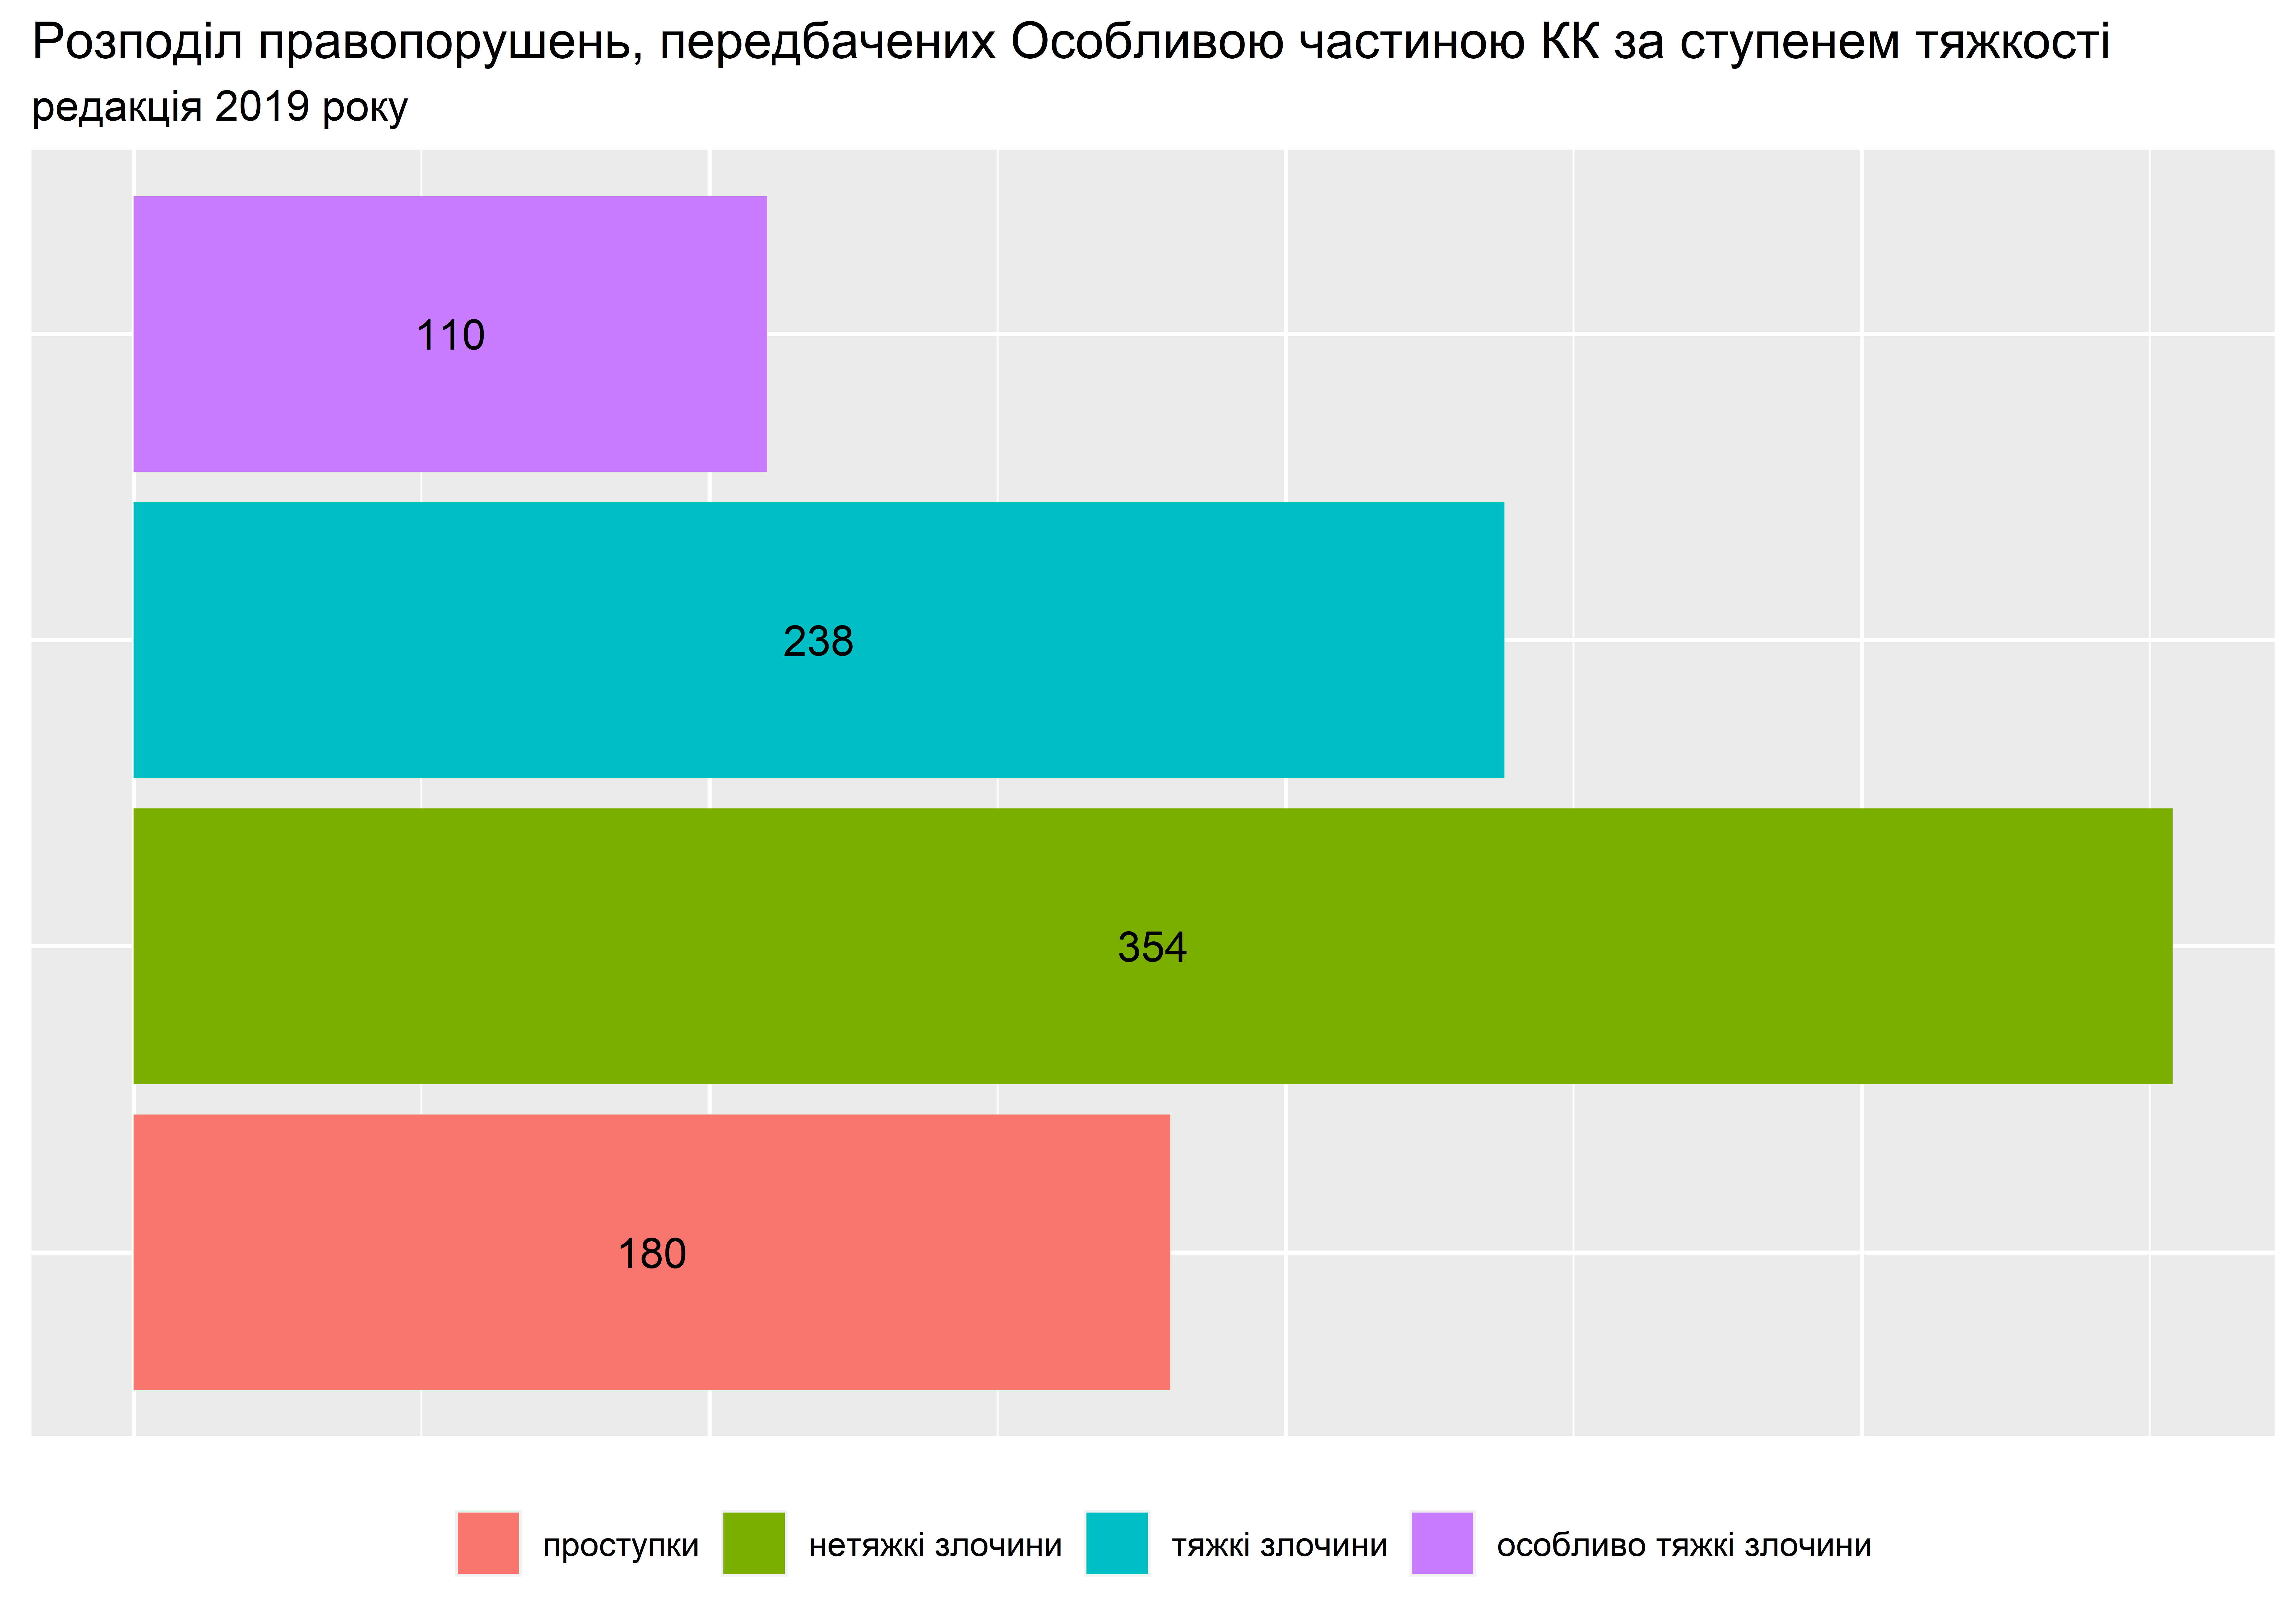 Розподіл правопорушень, передбачених Особливою частиною КК за ступенем тяжкості
редакція 2019 року
110
238
354
180
проступки нетяжкі злочини тяжкі злочини особливо тяжкі злочини